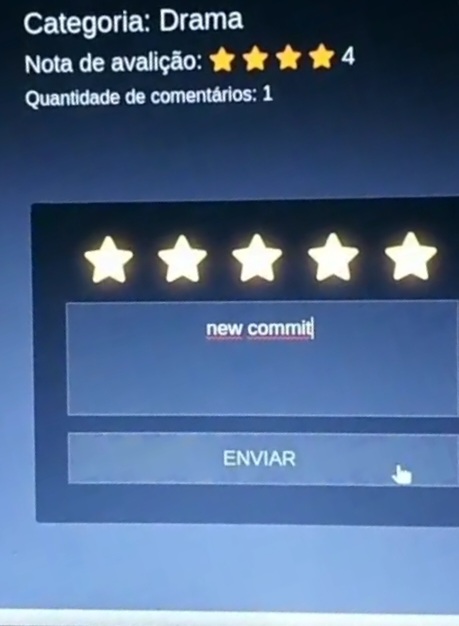 Categoria: Drama
Nota de avalição: 4
Quantidade de comentários: 1
new commit
ENVIAR